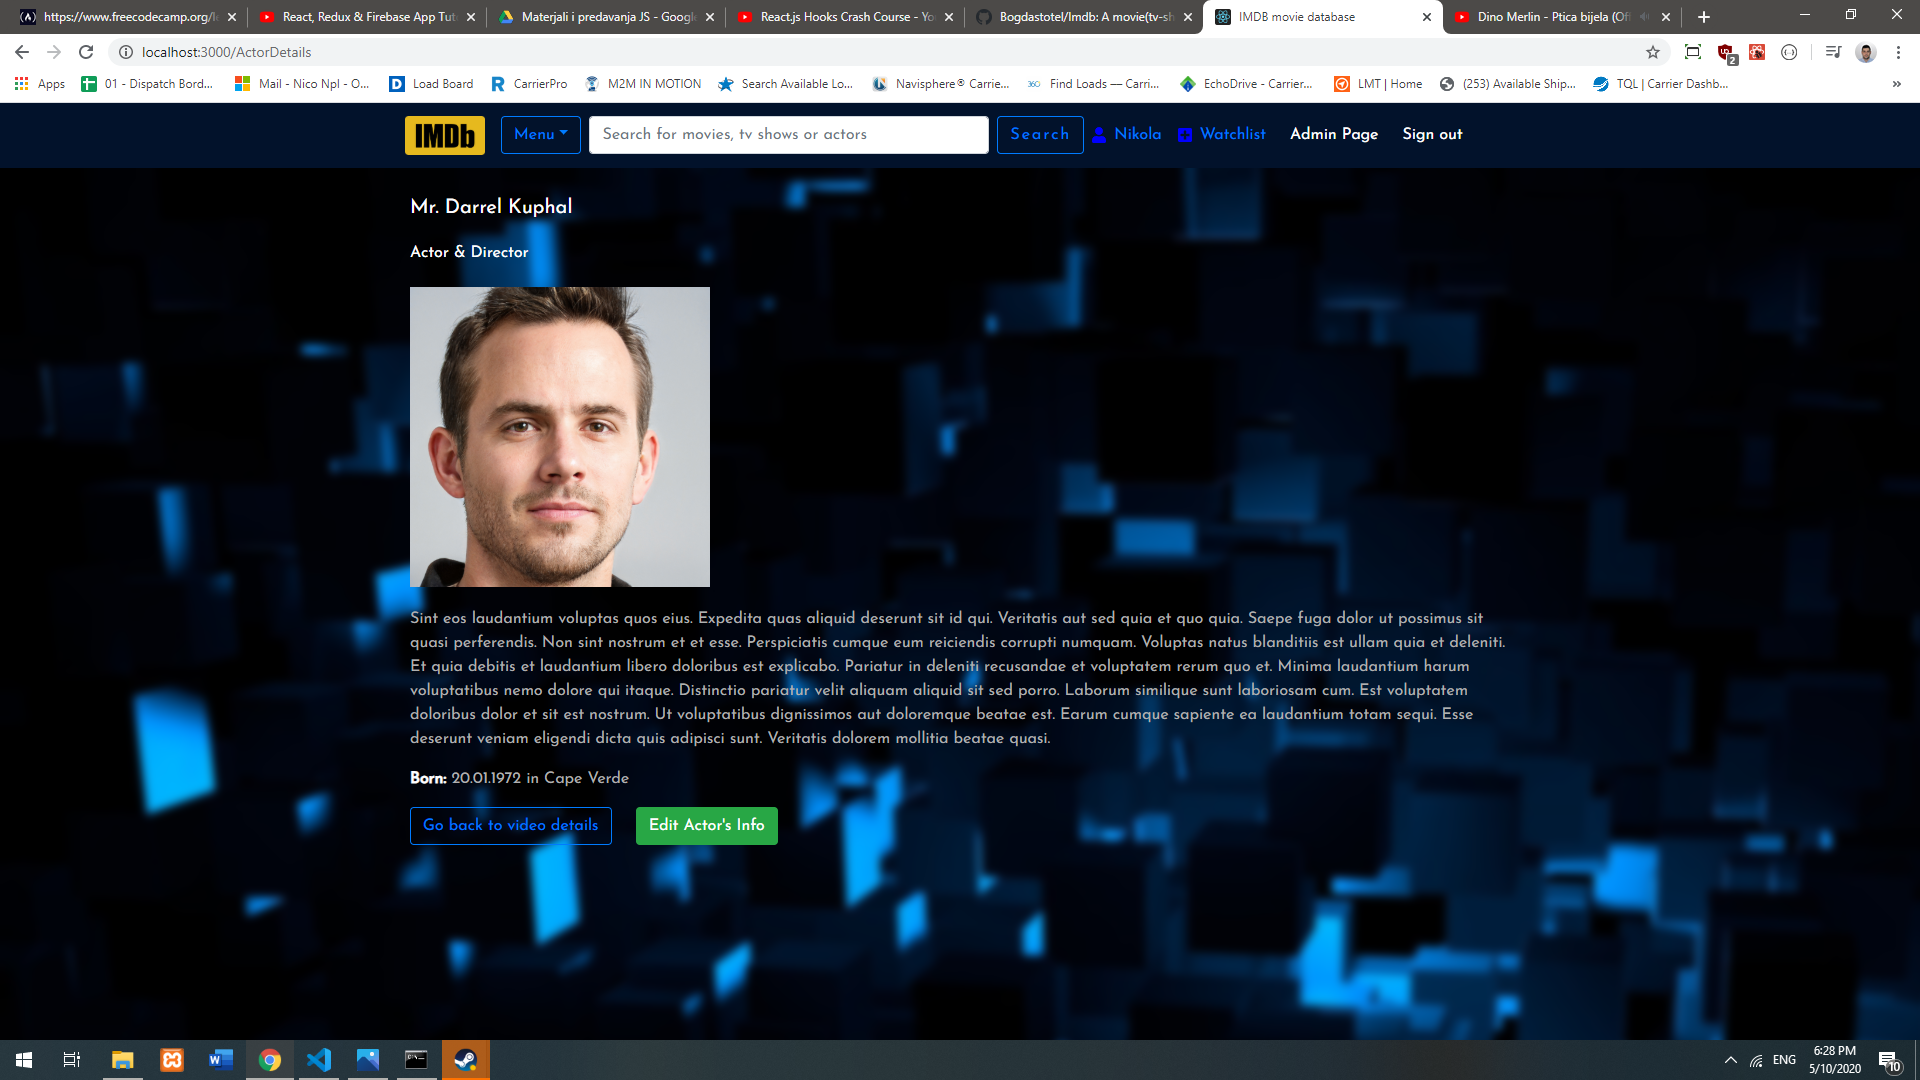 https://www.freecodecamp.org/l
React, Redux & Firebase App Tut
Materjali i predavanja JS - Googl
React.js Hooks Crash Course - Yo
Bogdastotel/Imdb: A movie(tv-sh
IMDB movie database
Dino Merlin - Ptica bijela (Of
localhost:3000/ActorDetails
2
Apps
01 - Dispatch Bord...
Mail - Nico Npl - O...
Load Board
CarrierPro
M2M IN MOTION
Search Available Lo...
Navisphere® Carrie...
360
Find Loads — Carri...
EchoDrive - Carrier...
LMT | Home
(253) Available Ship...
TQL | Carrier Dashb...
»
IMDb
Menu
Search for movies, tv shows or actors
Search
Nikola
Watchlist
Admin Page
Sign out
Mr. Darrel Kuphal
Actor & Director
Sint eos laudantium voluptas quos eius. Expedita quas aliquid deserunt sit id qui. Veritatis aut sed quia et quo quia. Saepe fuga dolor ut possimus sit
quasi perferendis. Non sint nostrum et et esse. Perspiciatis cumque eum reiciendis corrupti numquam. Voluptas natus blanditiis est ullam quia et deleniti.
Et quia debitis et laudantium libero doloribus est explicabo. Pariatur in deleniti recusandae et voluptatem rerum quo et. Minima laudantium harum
voluptatibus nemo dolore qui itaque. Distinctio pariatur velit aliquam aliquid sit sed porro. Laborum similique sunt laboriosam cum. Est voluptatem
doloribus dolor et sit est nostrum. Ut voluptatibus dignissimos aut doloremque beatae est. Earum cumque sapiente ea laudantium totam sequi. Esse
deserunt veniam eligendi dicta quis adipisci sunt. Veritatis dolorem mollitia beatae quasi.
Born: 20.01.1972 in Cape Verde
Go back to video details
Edit Actor's Info
ENG
6:28 PM
5/10/2020
10